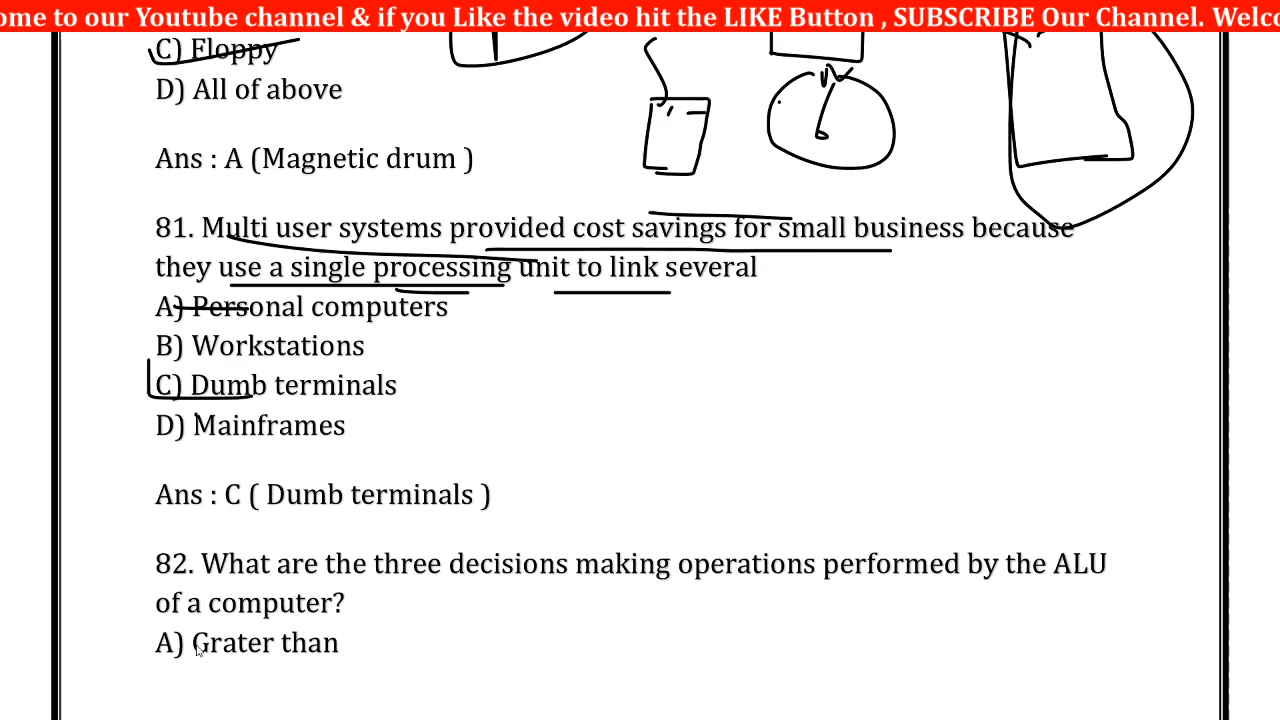 ome to our Youtube channel & if you Like the video hit the LIKE Button , SUBSCRIBE Our Channel. Welco
C) Floppy
D) All of above
Ans : A (Magnetic drum )
81. Multi user systems provided cost savings for small business because
they use a single processing unit to link several
A) Personal computers
B) Workstations
C) Dumb terminals
D) Mainframes
Ans : C ( Dumb terminals )
82. What are the three decisions making operations performed by the ALU
of a computer?
A) Grater than